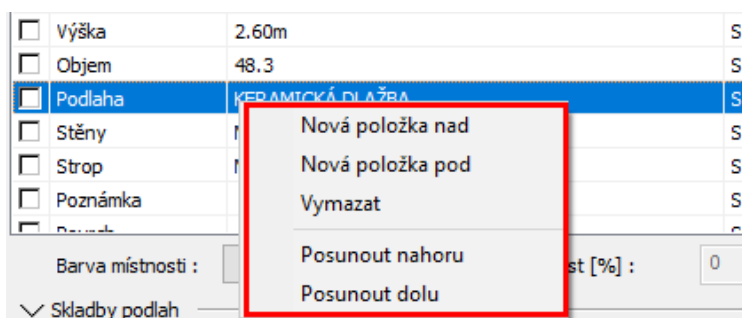 Výška 2.60m S
Objem 48.3 S
Podlaha KERAMICKÁ DLAŽBA S
Stěny S
Strop S
Poznámka S
Nová položka nad
Nová položka pod
Vymazat
Posunout nahoru
Posunout dolu
Barva místnosti : st [%] : 0
Skladby podlah